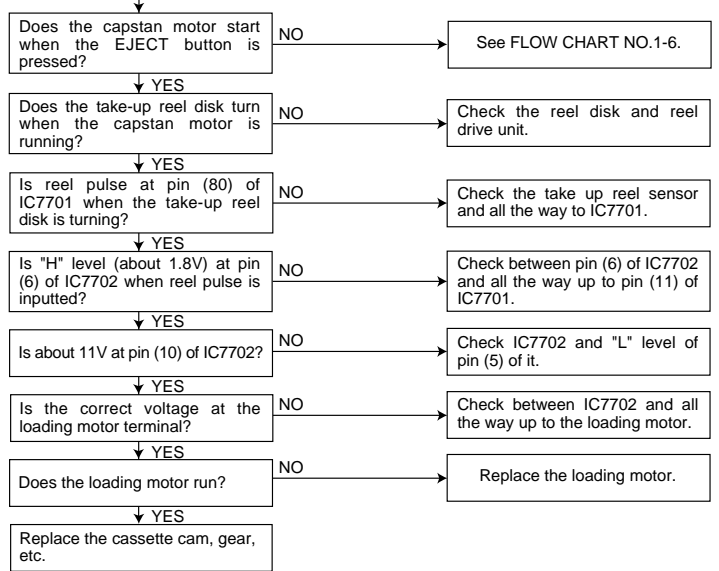 Does the capstan motor start
when the EJECT button is
pressed?
NO
See FLOW CHART NO.1-6.
YES
Does the take-up reel disk turn
when the capstan motor is
running?
NO
Check the reel disk and reel
drive unit.
YES
Is reel pulse at pin (80) of
IC7701 when the take-up reel
disk is turning?
NO
Check the take up reel sensor
and all the way to IC7701.
YES
Is "H" level (about 1.8V) at pin
(6) of IC7702 when reel pulse is
inputted?
NO
Check between pin (6) of IC7702
and all the way up to pin (11) of
IC7701.
YES
Is about 11V at pin (10) of IC7702?
NO
Check IC7702 and "L" level of
pin (5) of it.
YES
Is the correct voltage at the
loading motor terminal?
NO
Check between IC7702 and all
the way up to the loading motor.
YES
Does the loading motor run?
NO
Replace the loading motor.
YES
Replace the cassette cam, gear,
etc.